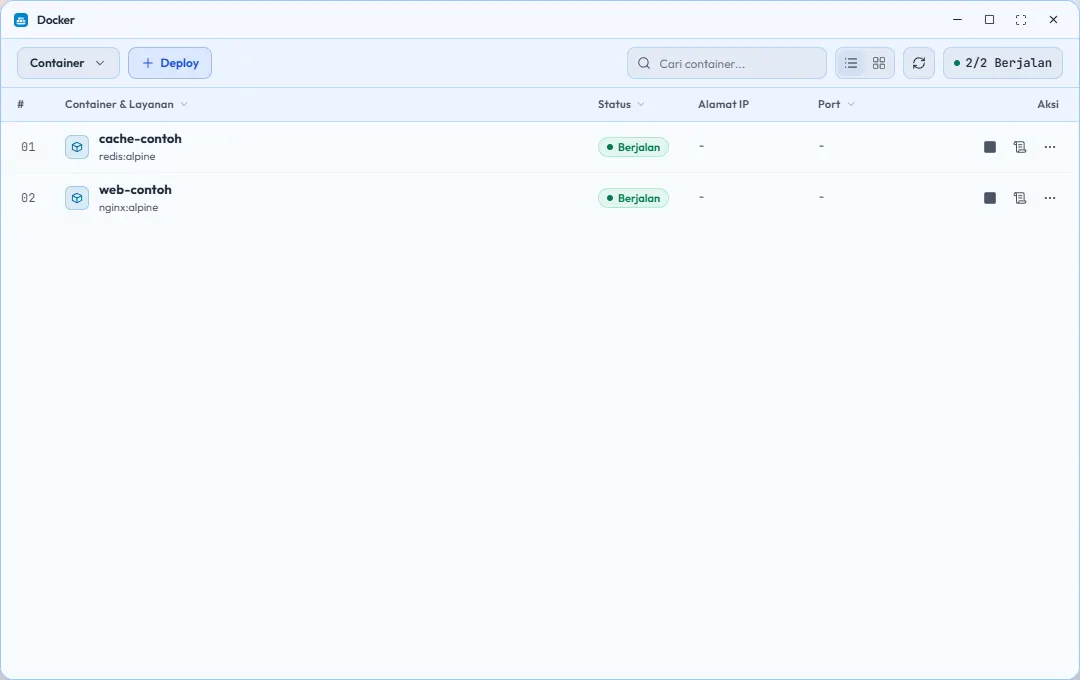 Docker
Container
Deploy
Cari container...
2/2 Berjalan
# Container & Layanan Status Alamat IP Port Aksi
01 cache-contoh Berjalan - -
redis:alpine
02 web-contoh Berjalan - -
nginx:alpine